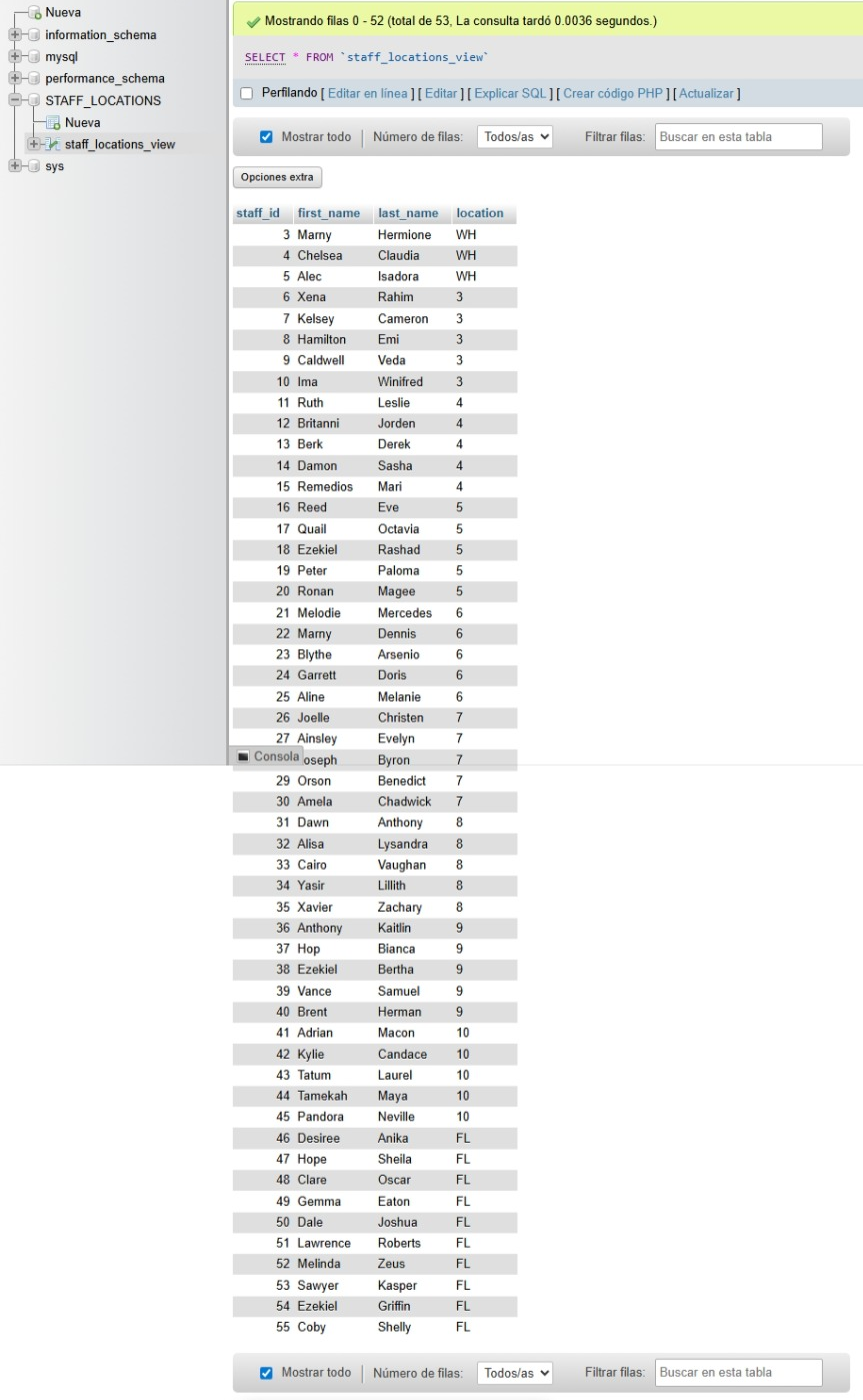 Nueva
information_schema
mysql
performance_schema
STAFF_LOCATIONS
Nueva
staff_locations_view
sys
Mostrando filas 0 - 52 (total de 53, La consulta tardó 0.0036 segundos.)
SELECT * FROM `staff_locations_view`
Perfilando [ Editar en línea ] [ Editar ] [ Explicar SQL ] [ Crear código PHP ] [ Actualizar ]
Mostrar todo | Número de filas: Todos/as Filtrar filas: Buscar en esta tabla
Opciones extra
staff_id first_name last_name location
3 Marny Hermione WH
4 Chelsea Claudia WH
5 Alec Isadora WH
6 Xena Rahim 3
7 Kelsey Cameron 3
8 Hamilton Emi 3
9 Caldwell Veda 3
10 Ima Winifred 3
11 Ruth Leslie 4
12 Britanni Jorden 4
13 Berk Derek 4
14 Damon Sasha 4
15 Remedios Mari 4
16 Reed Eve 5
17 Quail Octavia 5
18 Ezekiel Rashad 5
19 Peter Paloma 5
20 Ronan Magee 5
21 Melodie Mercedes 6
22 Marny Dennis 6
23 Blythe Arsenio 6
24 Garrett Doris 6
25 Aline Melanie 6
26 Joelle Christen 7
27 Ainsley Evelyn 7
Consola oseph Byron 7
29 Orson Benedict 7
30 Amela Chadwick 7
31 Dawn Anthony 8
32 Alisa Lysandra 8
33 Cairo Vaughan 8
34 Yasir Lillith 8
35 Xavier Zachary 8
36 Anthony Kaitlin 9
37 Hop Bianca 9
38 Ezekiel Bertha 9
39 Vance Samuel 9
40 Brent Herman 9
41 Adrian Macon 10
42 Kylie Candace 10
43 Tatum Laurel 10
44 Tamekah Maya 10
45 Pandora Neville 10
46 Desiree Anika FL
47 Hope Sheila FL
48 Clare Oscar FL
49 Gemma Eaton FL
50 Dale Joshua FL
51 Lawrence Roberts FL
52 Melinda Zeus FL
53 Sawyer Kasper FL
54 Ezekiel Griffin FL
55 Coby Shelly FL
Mostrar todo | Número de filas: Todos/as Filtrar filas: Buscar en esta tabla